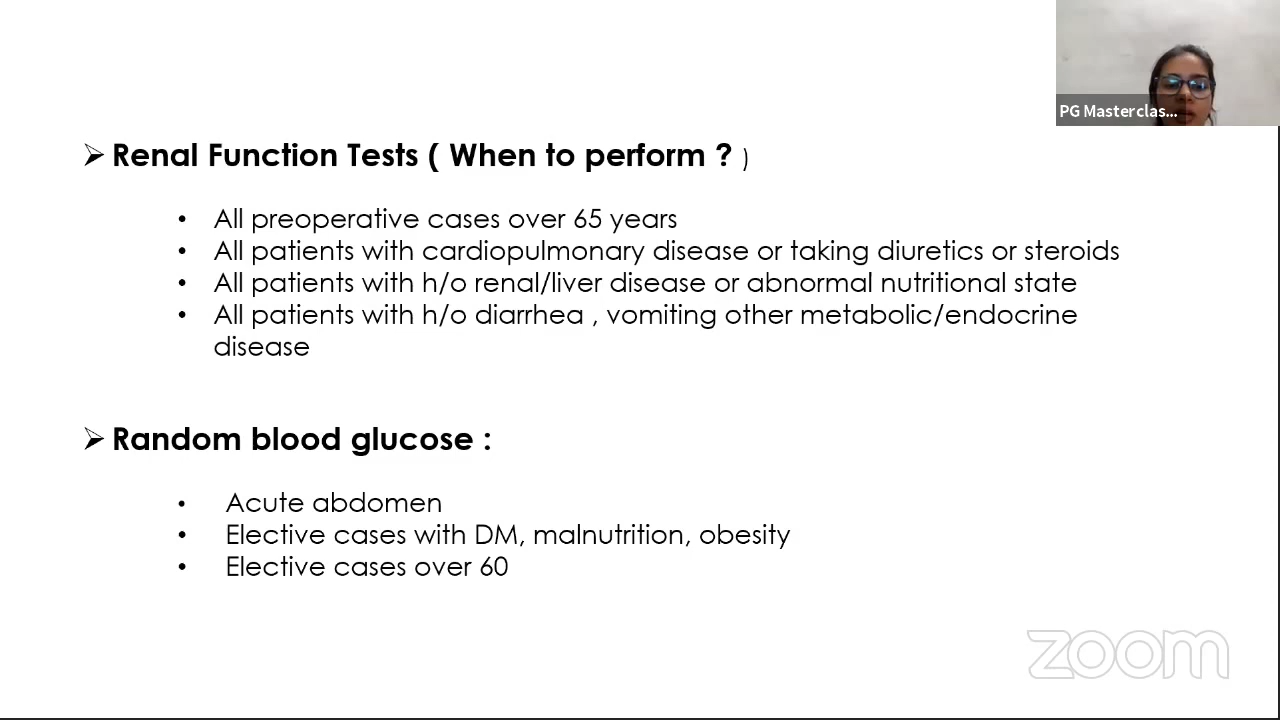 PG Masterclas...
➢ Renal Function Tests ( When to perform ? )
• All preoperative cases over 65 years
• All patients with cardiopulmonary disease or taking diuretics or steroids
• All patients with h/o renal/liver disease or abnormal nutritional state
• All patients with h/o diarrhea , vomiting other metabolic/endocrine
disease
➢ Random blood glucose :
• Acute abdomen
• Elective cases with DM, malnutrition, obesity
• Elective cases over 60
zoom